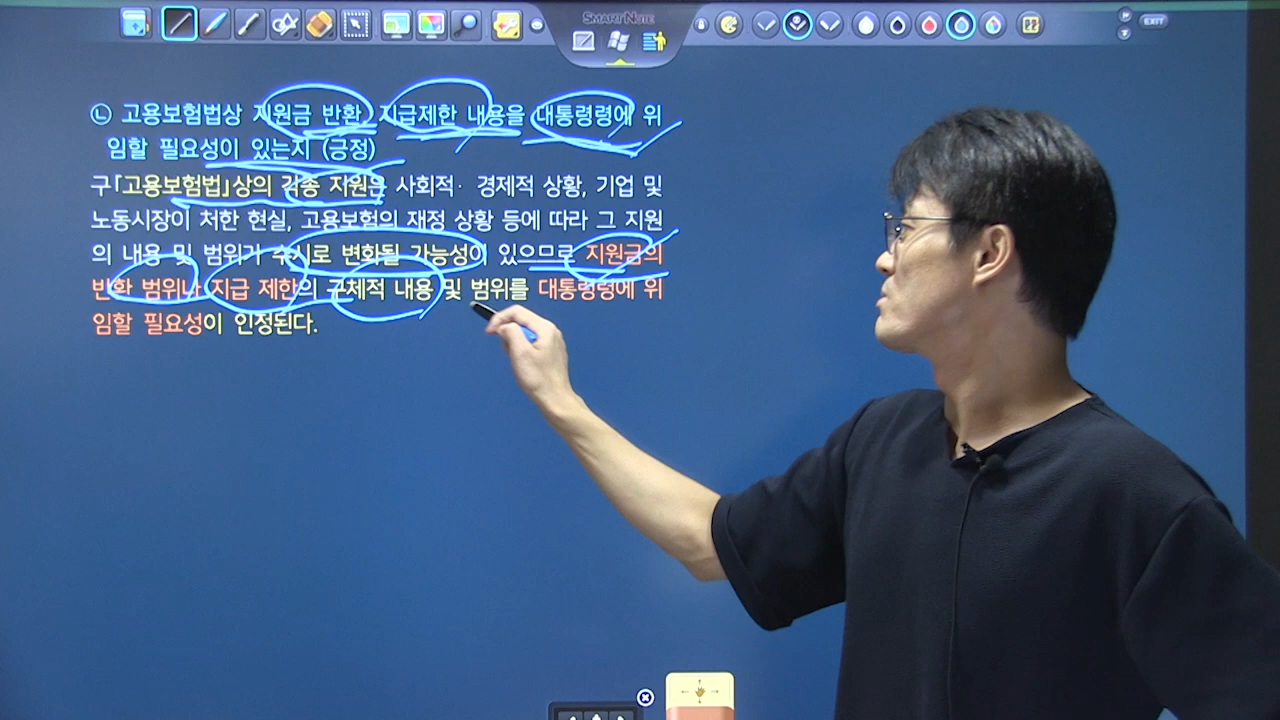 SMART NOTE
EXIT
㉡ 고용보험법상 지원금 반환, 지급제한 내용을 대통령령에 위
임할 필요성이 있는지 (긍정)
구「고용보험법」상의 각종 지원은 사회적· 경제적 상황, 기업 및
노동시장이 처한 현실, 고용보험의 재정 상황 등에 따라 그 지원
의 내용 및 범위가 수시로 변화될 가능성이 있으므로 지원금의
반환 범위나 지급 제한의 구체적 내용 및 범위를 대통령령에 위
임할 필요성이 인정된다.